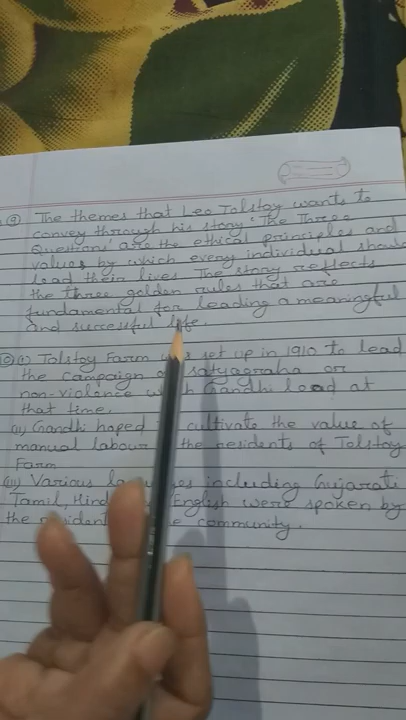 (g) The themes that Leo Tolstoy wants to
convey through his story 'The Three
Questions' are the ethical principles and
values by which every individual should
lead their lives The story reflects
the three golden rules that are
fundamental for leading a meaningful
and successful life.
(i) Tolstoy Farm was set up in 1910 to lead
the campaign of satyagraha or
non-violence which Gandhi lead at
that time.
(ii) Gandhi hoped to cultivate the value of
manual labour the residents of Tolstoy
Farm
(iii) Various languages including Gujarati
Tamil, Hindi English were spoken by
the residents the community.